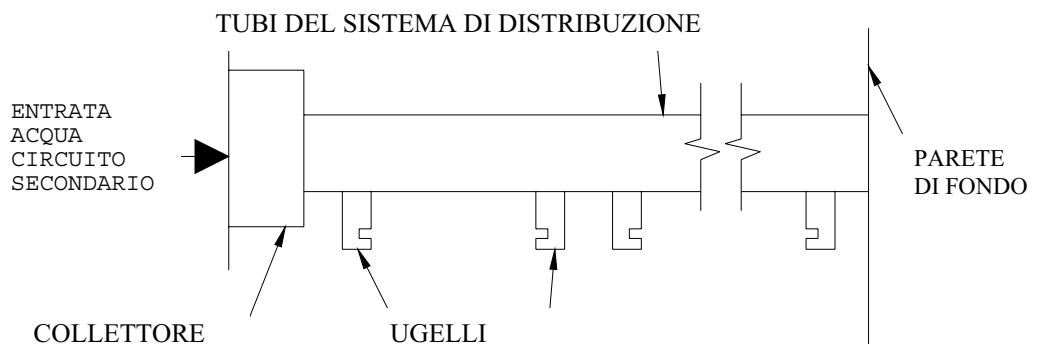 TUBI DEL SISTEMA DI DISTRIBUZIONE
ENTRATA
ACQUA
CIRCUITO
SECONDARIO
PARETE
DI FONDO
COLLETTORE
UGELLI